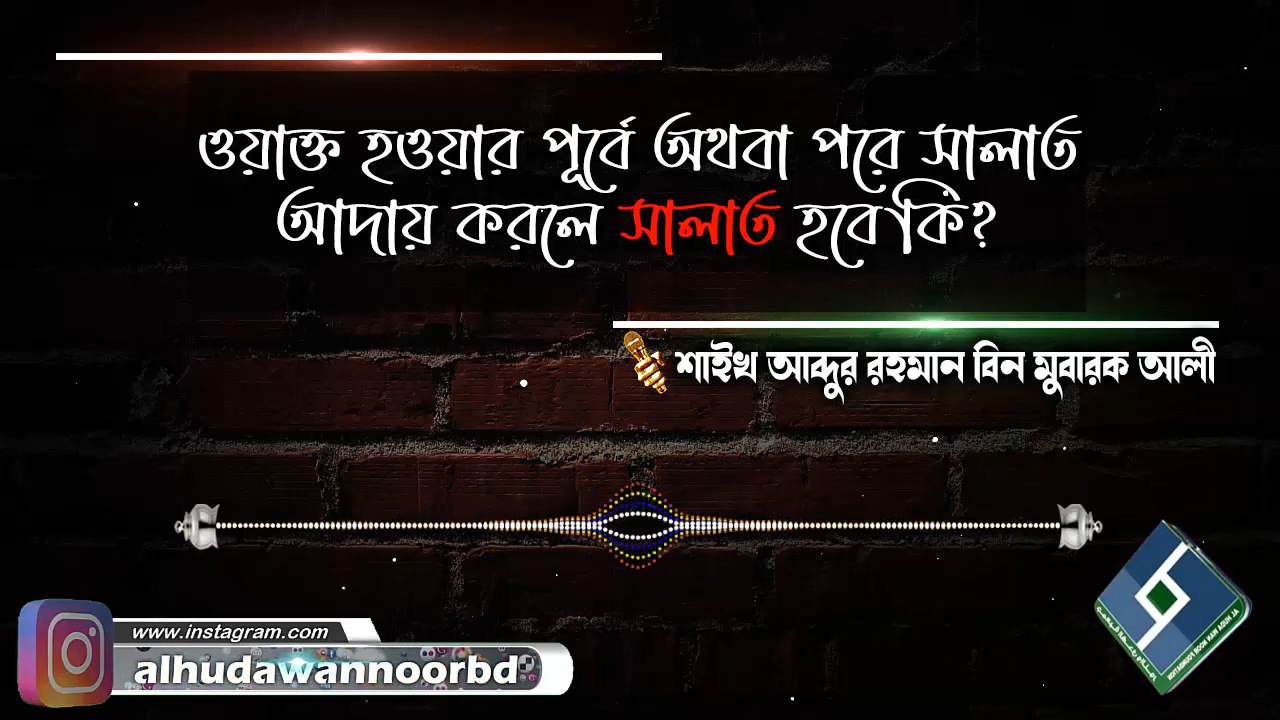 ওয়াক্ত হওয়ার পূর্বে অথবা পরে সালাত
আদায় করলে সালাত হবে কি?
শাইখ আব্দুর রহমান বিন মুবারক আলী
www.instagram.com
alhudawannoorbd